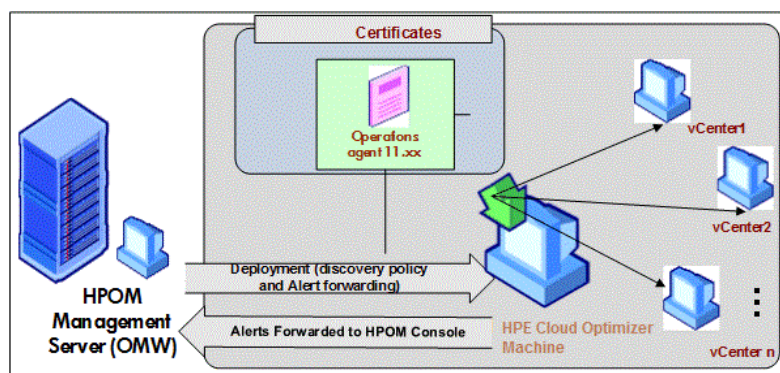 Certificates
Operafons
agent 11.xx
vCenter1
vCenter2
Deployment (discovery policy
and Alert forwarding)
HPOM
Management
Server (OMW)
Alerts Forwarded to HPOM Console
HPE Cloud Optimizer
Machine
vCenter n